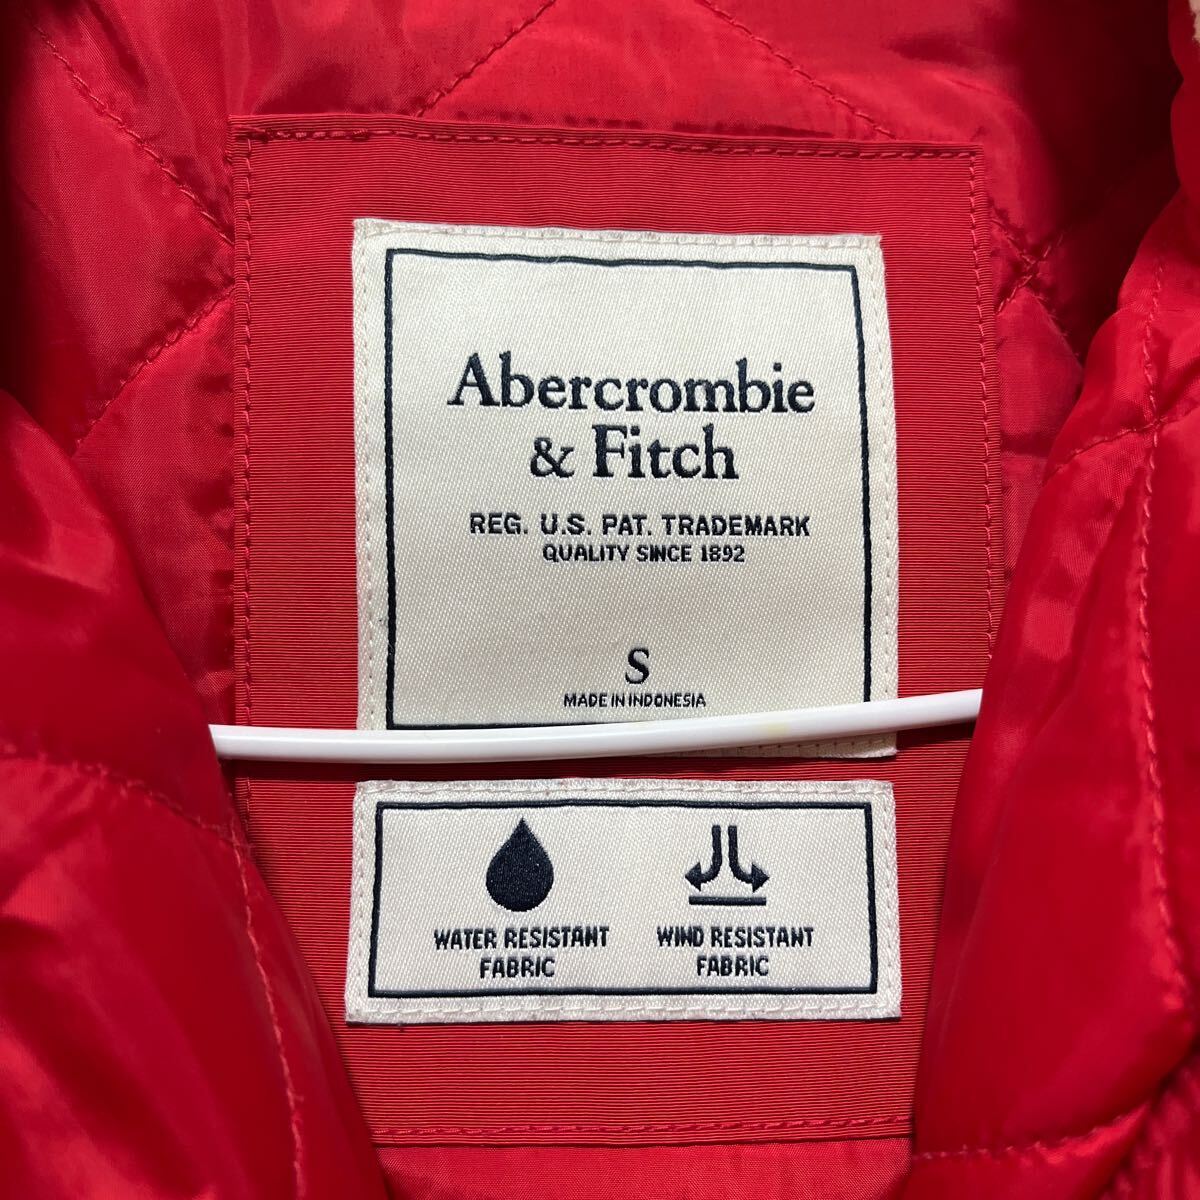 Abercrombie
& Fitch
REG. U.S. PAT. TRADEMARK
QUALITY SINCE 1892
S
MADE IN INDONESIA
WATER RESISTANT
FABRIC
WIND RESISTANT
FABRIC